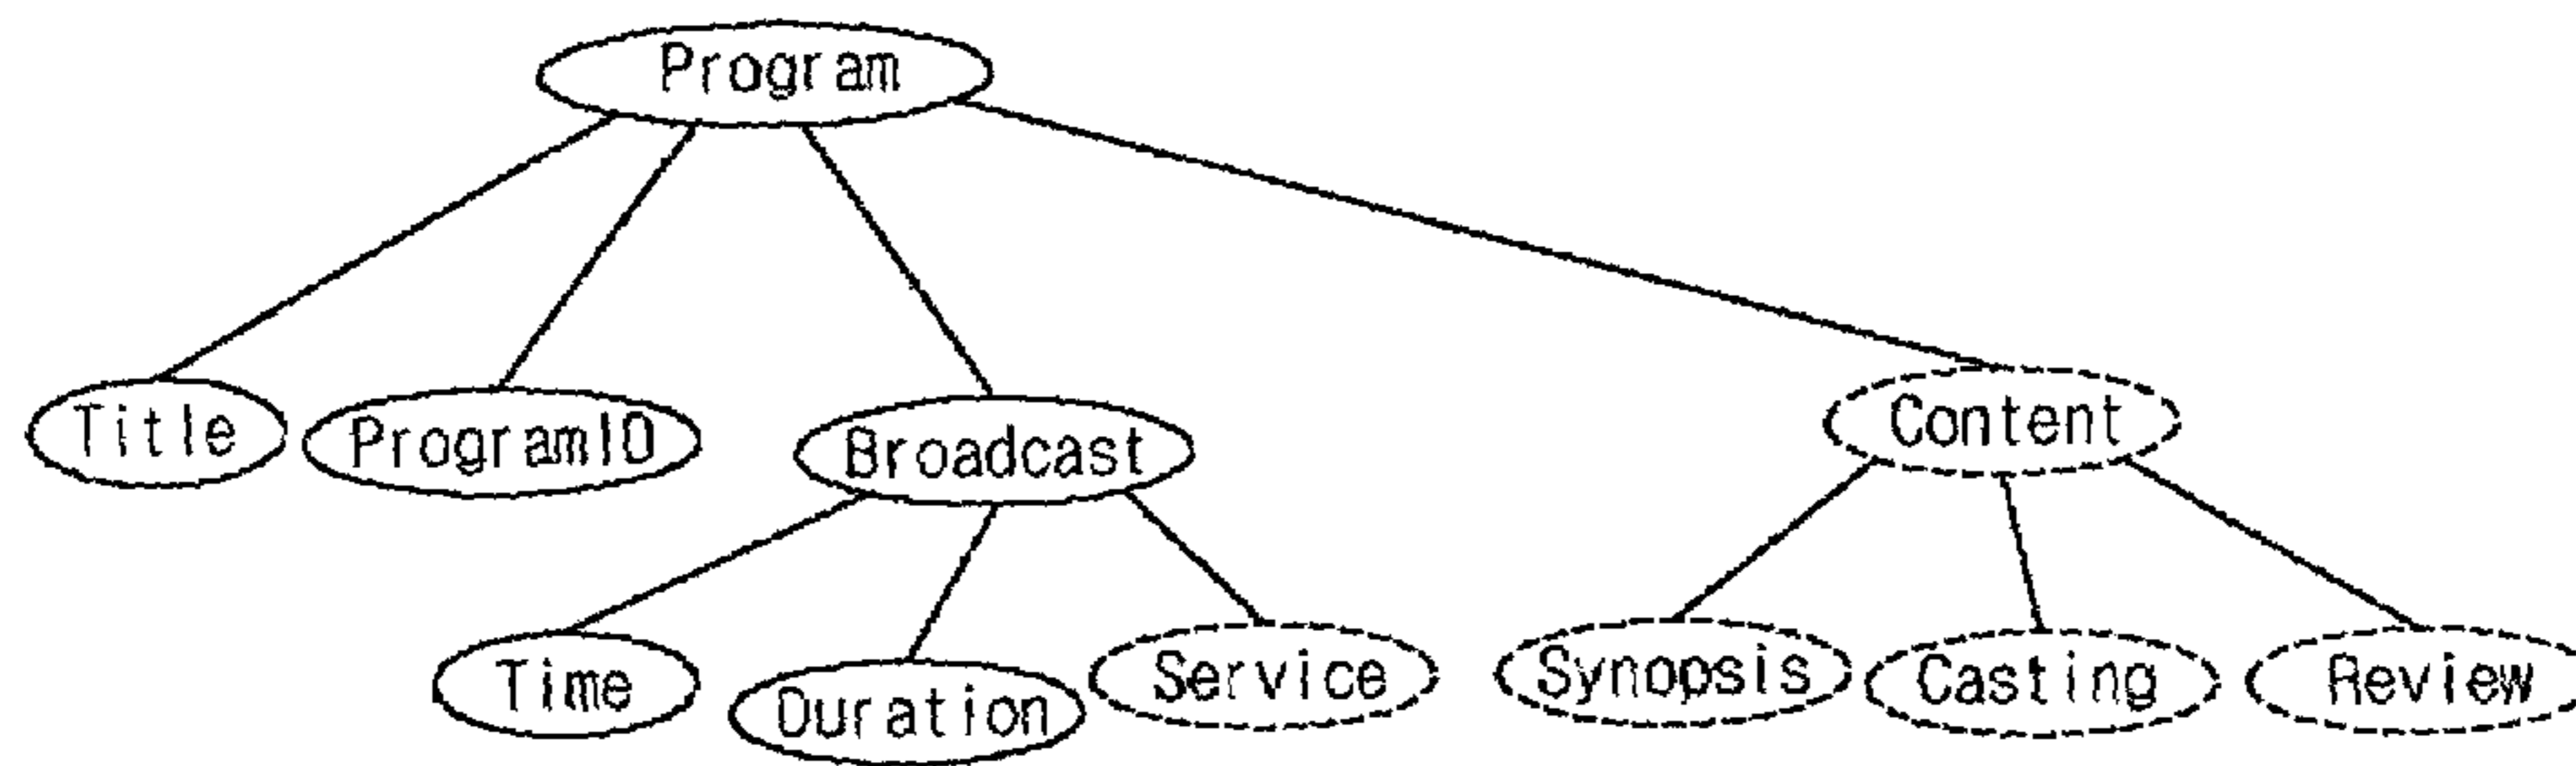 Program
Title
ProgramID
Broadcast
Content
Time
Duration
Service
Synopsis
Casting
Review